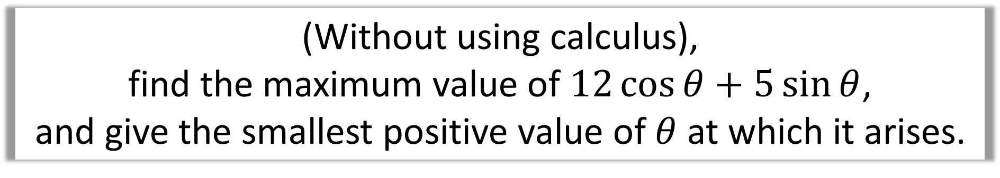 (Without using calculus),
find the maximum value of 12 cos 𝜃 + 5 sin 𝜃,
and give the smallest positive value of 𝜃 at which it arises.